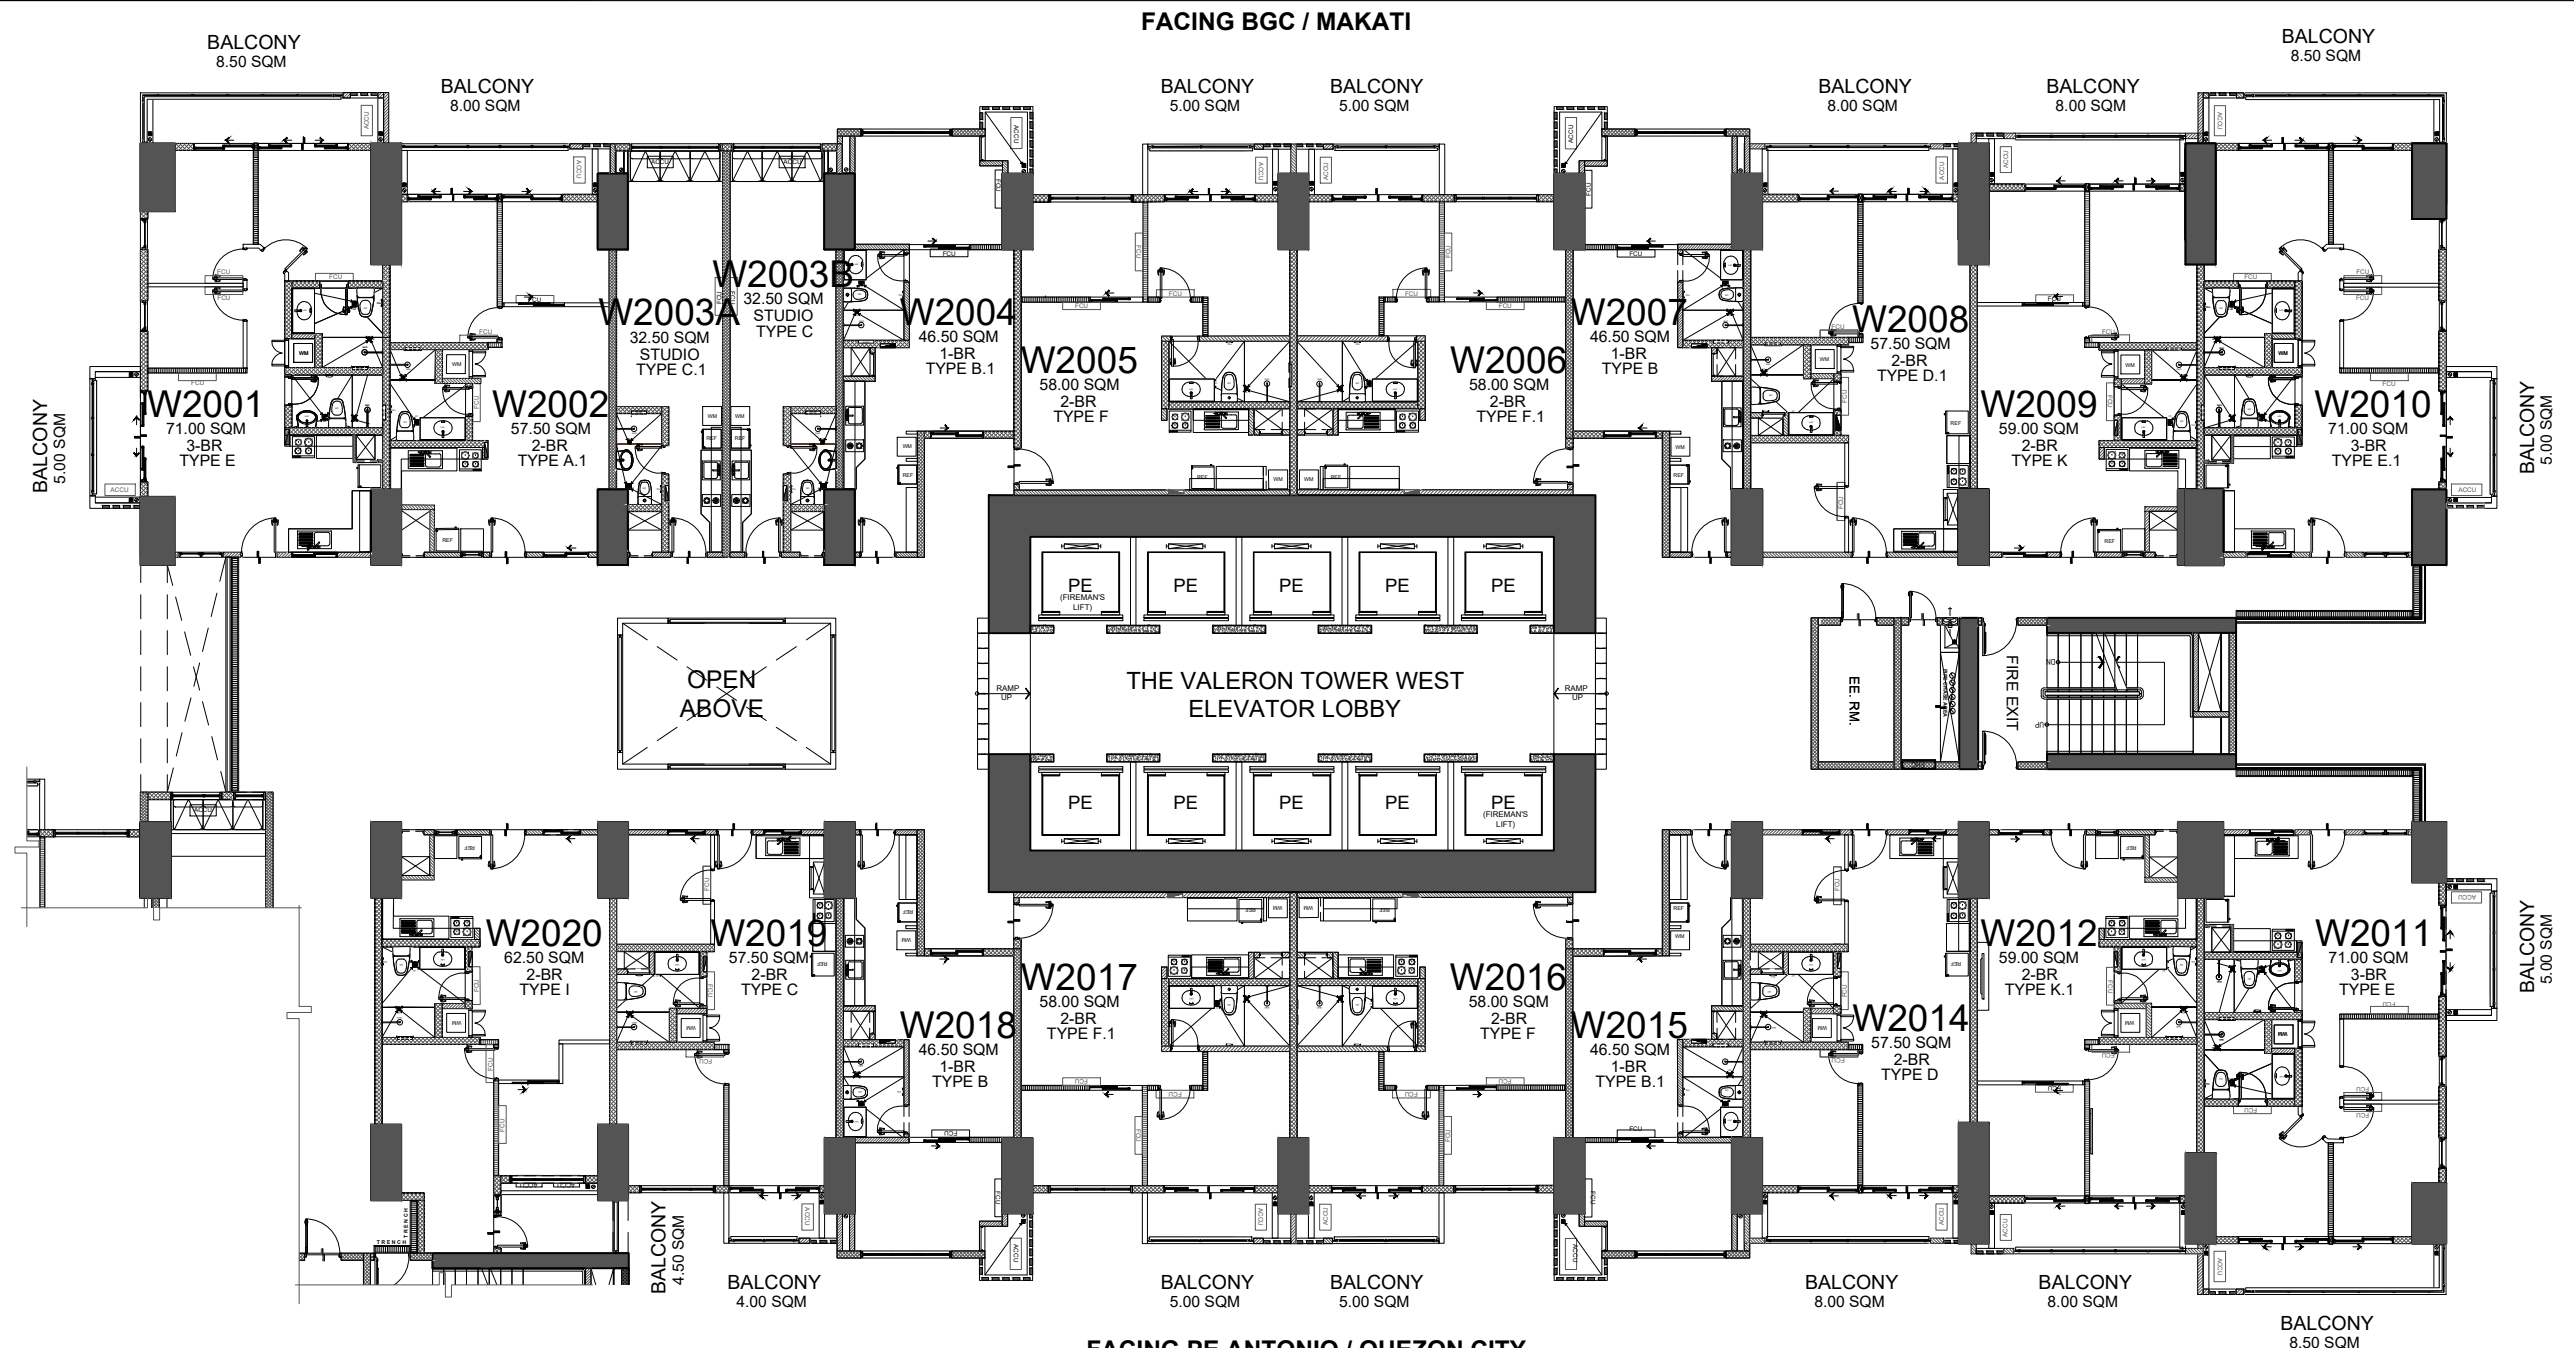 FACING BGC / MAKATI
BALCONY
8.50 SQM
BALCONY
8.00 SQM
BALCONY
5.00 SQM
BALCONY
5.00 SQM
BALCONY
8.00 SQM
BALCONY
8.00 SQM
BALCONY
8.50 SQM
BALCONY
5.00 SQM
W2001
71.00 SQM
3-BR
TYPE E
W2002
57.50 SQM
2-BR
TYPE A.1
W2003A
32.50 SQM
STUDIO
TYPE C.1
W2003B
32.50 SQM
STUDIO
TYPE C
W2004
46.50 SQM
1-BR
TYPE B.1
W2005
58.00 SQM
2-BR
TYPE F
W2006
58.00 SQM
2-BR
TYPE F.1
W2007
46.50 SQM
1-BR
TYPE B
W2008
57.50 SQM
2-BR
TYPE D.1
W2009
59.00 SQM
2-BR
TYPE K
W2010
71.00 SQM
3-BR
TYPE E.1
BALCONY
5.00 SQM
PE
(FIREMAN'S
LIFT)
PE
PE
PE
PE
OPEN
ABOVE
RAMP
UP
THE VALERON TOWER WEST
ELEVATOR LOBBY
RAMP
UP
EE. RM.
FIRE EXIT
DN
UP
PE
PE
PE
PE
PE
(FIREMAN'S
LIFT)
W2020
62.50 SQM
2-BR
TYPE I
W2019
57.50 SQM
2-BR
TYPE C
W2018
46.50 SQM
1-BR
TYPE B
W2017
58.00 SQM
2-BR
TYPE F.1
W2016
58.00 SQM
2-BR
TYPE F
W2015
46.50 SQM
1-BR
TYPE B.1
W2014
57.50 SQM
2-BR
TYPE D
W2012
59.00 SQM
2-BR
TYPE K.1
W2011
71.00 SQM
3-BR
TYPE E
BALCONY
5.00 SQM
TRENCH
TRENCH
BALCONY
4.50 SQM
BALCONY
4.00 SQM
BALCONY
5.00 SQM
BALCONY
5.00 SQM
BALCONY
8.00 SQM
BALCONY
8.00 SQM
BALCONY
8.50 SQM
FACING PE ANTONIO / QUEZON CITY